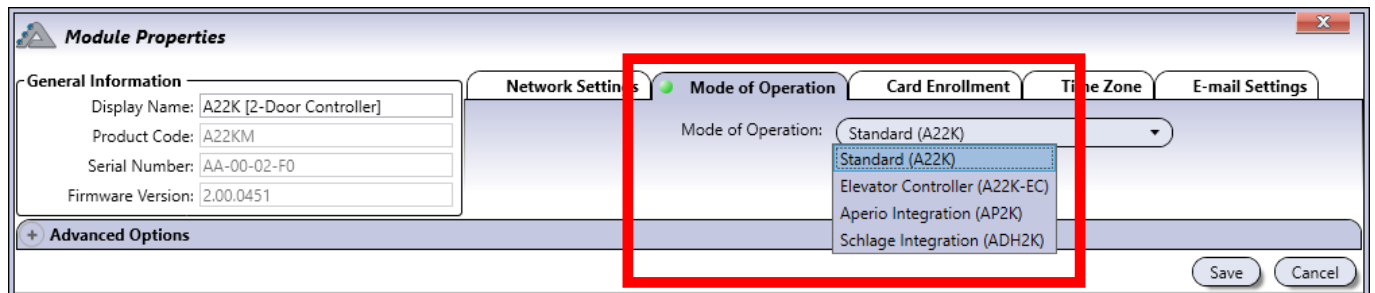 Module Properties
X
General Information
Display Name: A22K [2-Door Controller]
Product Code: A22KM
Serial Number: AA-00-02-F0
Firmware Version: 2.00.0451
Network Settings Mode of Operation Card Enrollment Time Zone E-mail Settings
Mode of Operation: Standard (A22K)
Standard (A22K)
Elevator Controller (A22K-EC)
Aperio Integration (AP2K)
Schlage Integration (ADH2K)
+ Advanced Options
Save Cancel